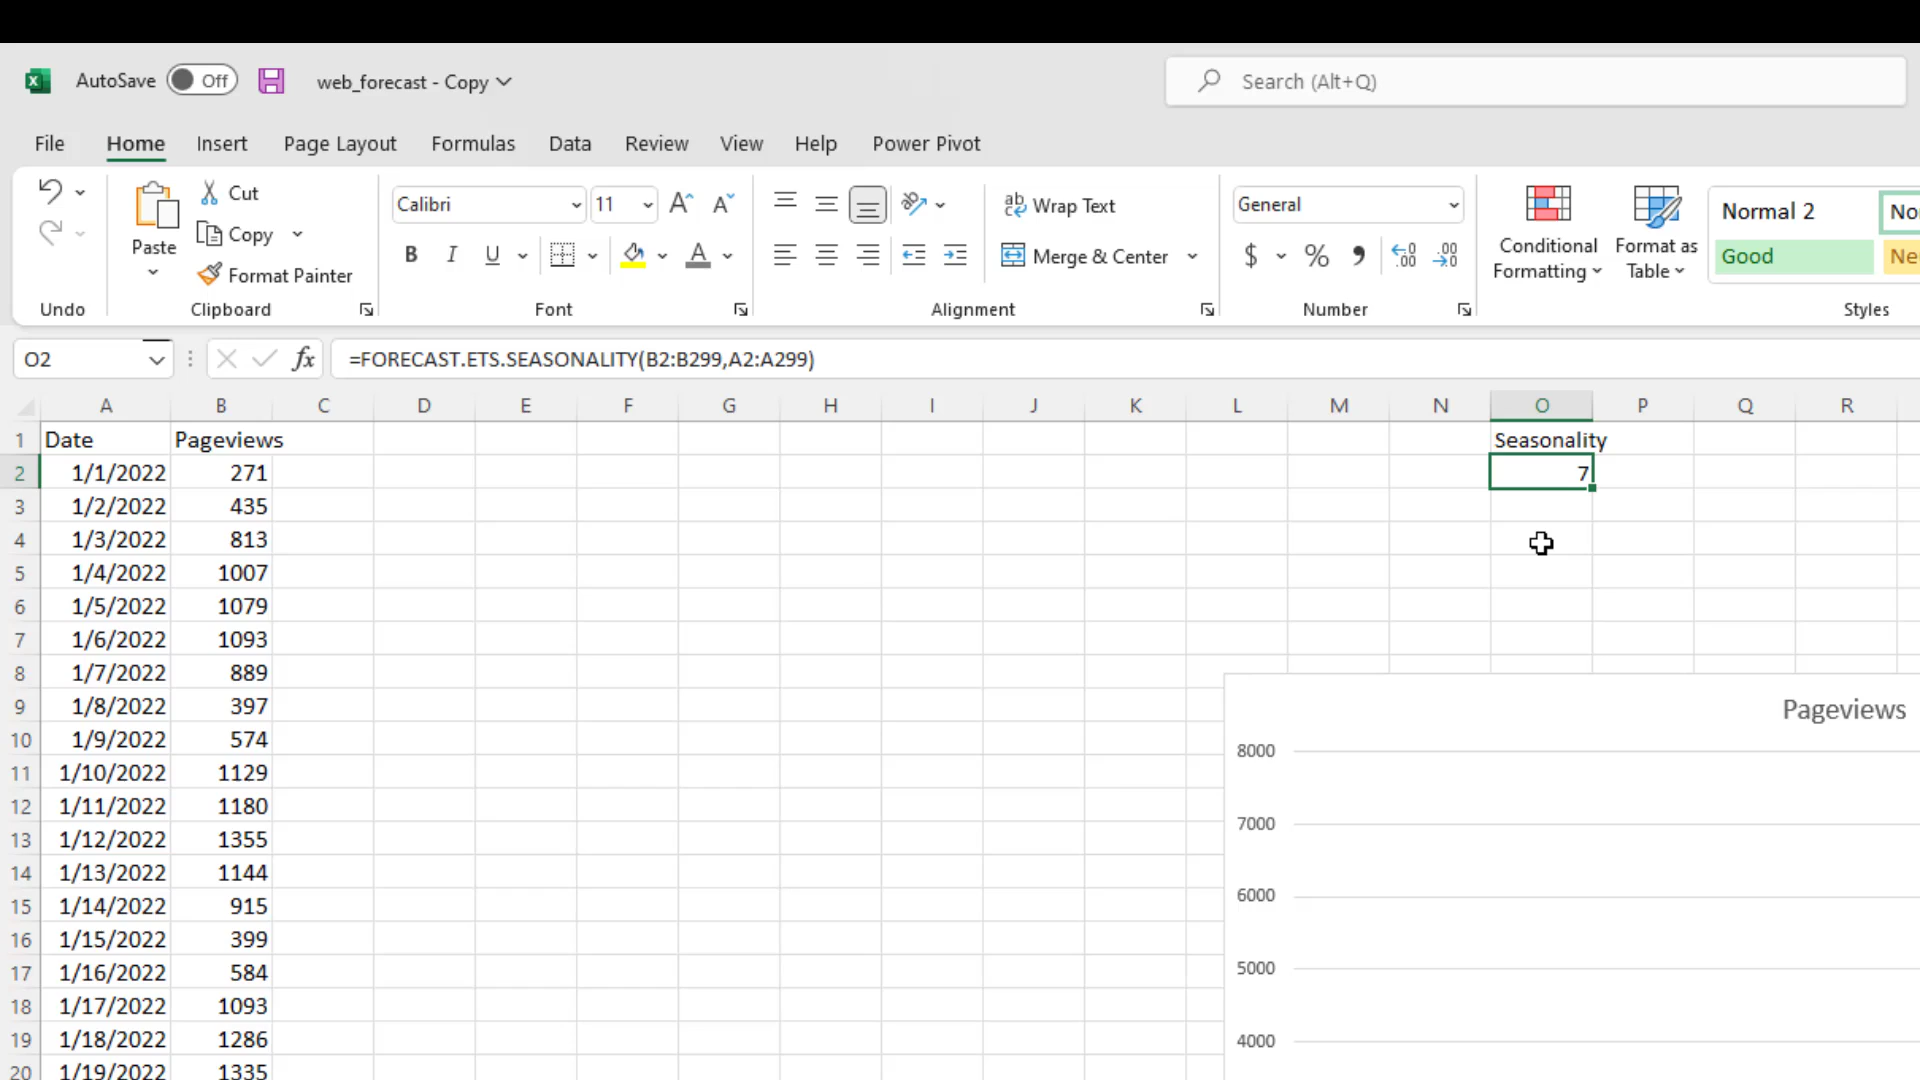 AutoSave Off web_forecast - Copy Search (Alt+Q)
File Home Insert Page Layout Formulas Data Review View Help Power Pivot
Paste Cut Copy Format Painter
Calibri 11 A A
B I U A
ab Wrap Text
Merge & Center
General
$ % 9 .00 .00
Conditional Formatting
Format as Table
Normal 2
Good
Undo Clipboard Font Alignment Number Styles
O2 fx =FORECAST.ETS.SEASONALITY(B2:B299,A2:A299)
A B C D E F G H I J K L M N O P Q R
1 Date Pageviews Seasonality
2 1/1/2022 271 7
3 1/2/2022 435
4 1/3/2022 813
5 1/4/2022 1007
6 1/5/2022 1079
7 1/6/2022 1093
8 1/7/2022 889
9 1/8/2022 397
10 1/9/2022 574
11 1/10/2022 1129
12 1/11/2022 1180
13 1/12/2022 1355
14 1/13/2022 1144
15 1/14/2022 915
16 1/15/2022 399
17 1/16/2022 584
18 1/17/2022 1093
19 1/18/2022 1286
20 1/19/2022 1335
Pageviews
8000
7000
6000
5000
4000